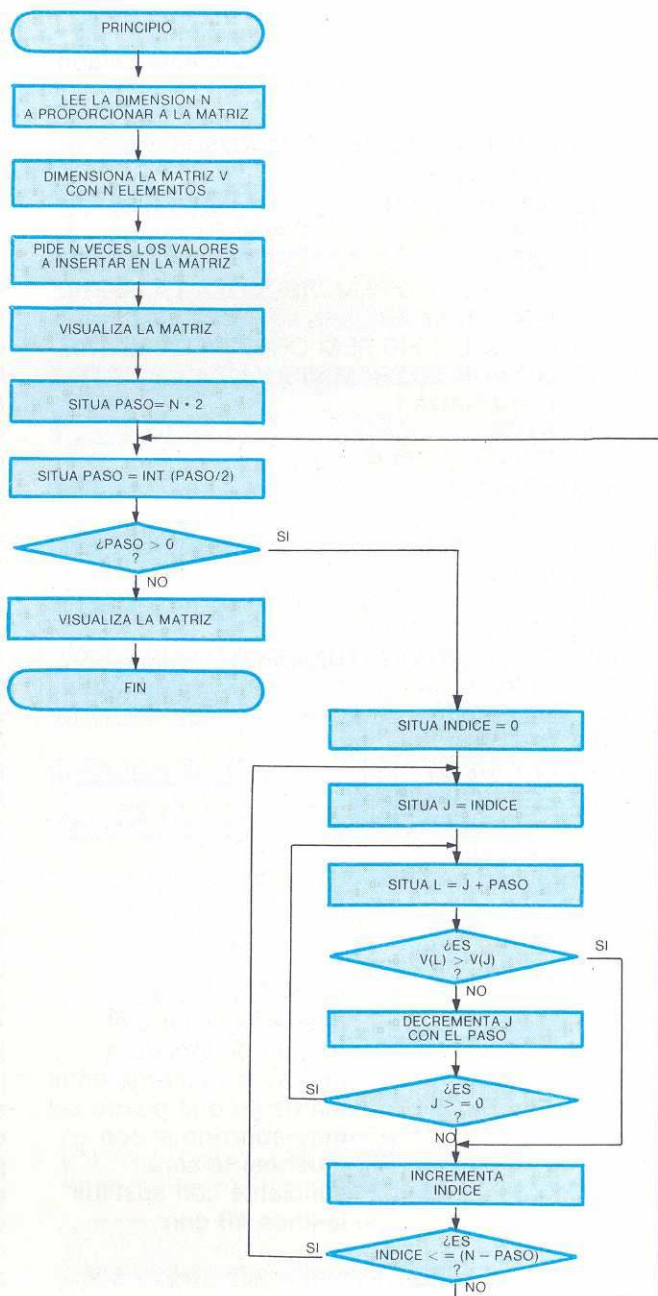 PRINCIPIO
LEE LA DIMENSION N
A PROPORCIONAR A LA MATRIZ
DIMENSIONA LA MATRIZ V
CON N ELEMENTOS
PIDE N VECES LOS VALORES
A INSERTAR EN LA MATRIZ
VISUALIZA LA MATRIZ
SITUA PASO= N * 2
SITUA PASO = INT (PASO/2)
¿PASO > 0
?
SI
NO
VISUALIZA LA MATRIZ
FIN
SITUA INDICE = 0
SITUA J = INDICE
SITUA L = J + PASO
¿ES
V(L) > V(J)
?
SI
NO
DECREMENTA J
CON EL PASO
¿ES
J > = 0
?
SI
NO
INCREMENTA
INDICE
¿ES
INDICE < = (N – PASO)
?
SI
NO